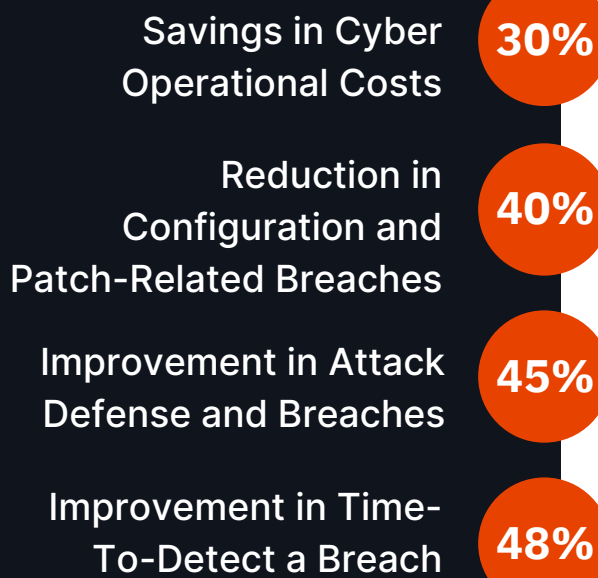 Savings in Cyber
Operational Costs
30%
Reduction in
Configuration and
Patch-Related Breaches
40%
Improvement in Attack
Defense and Breaches
45%
Improvement in Time-
To-Detect a Breach
48%